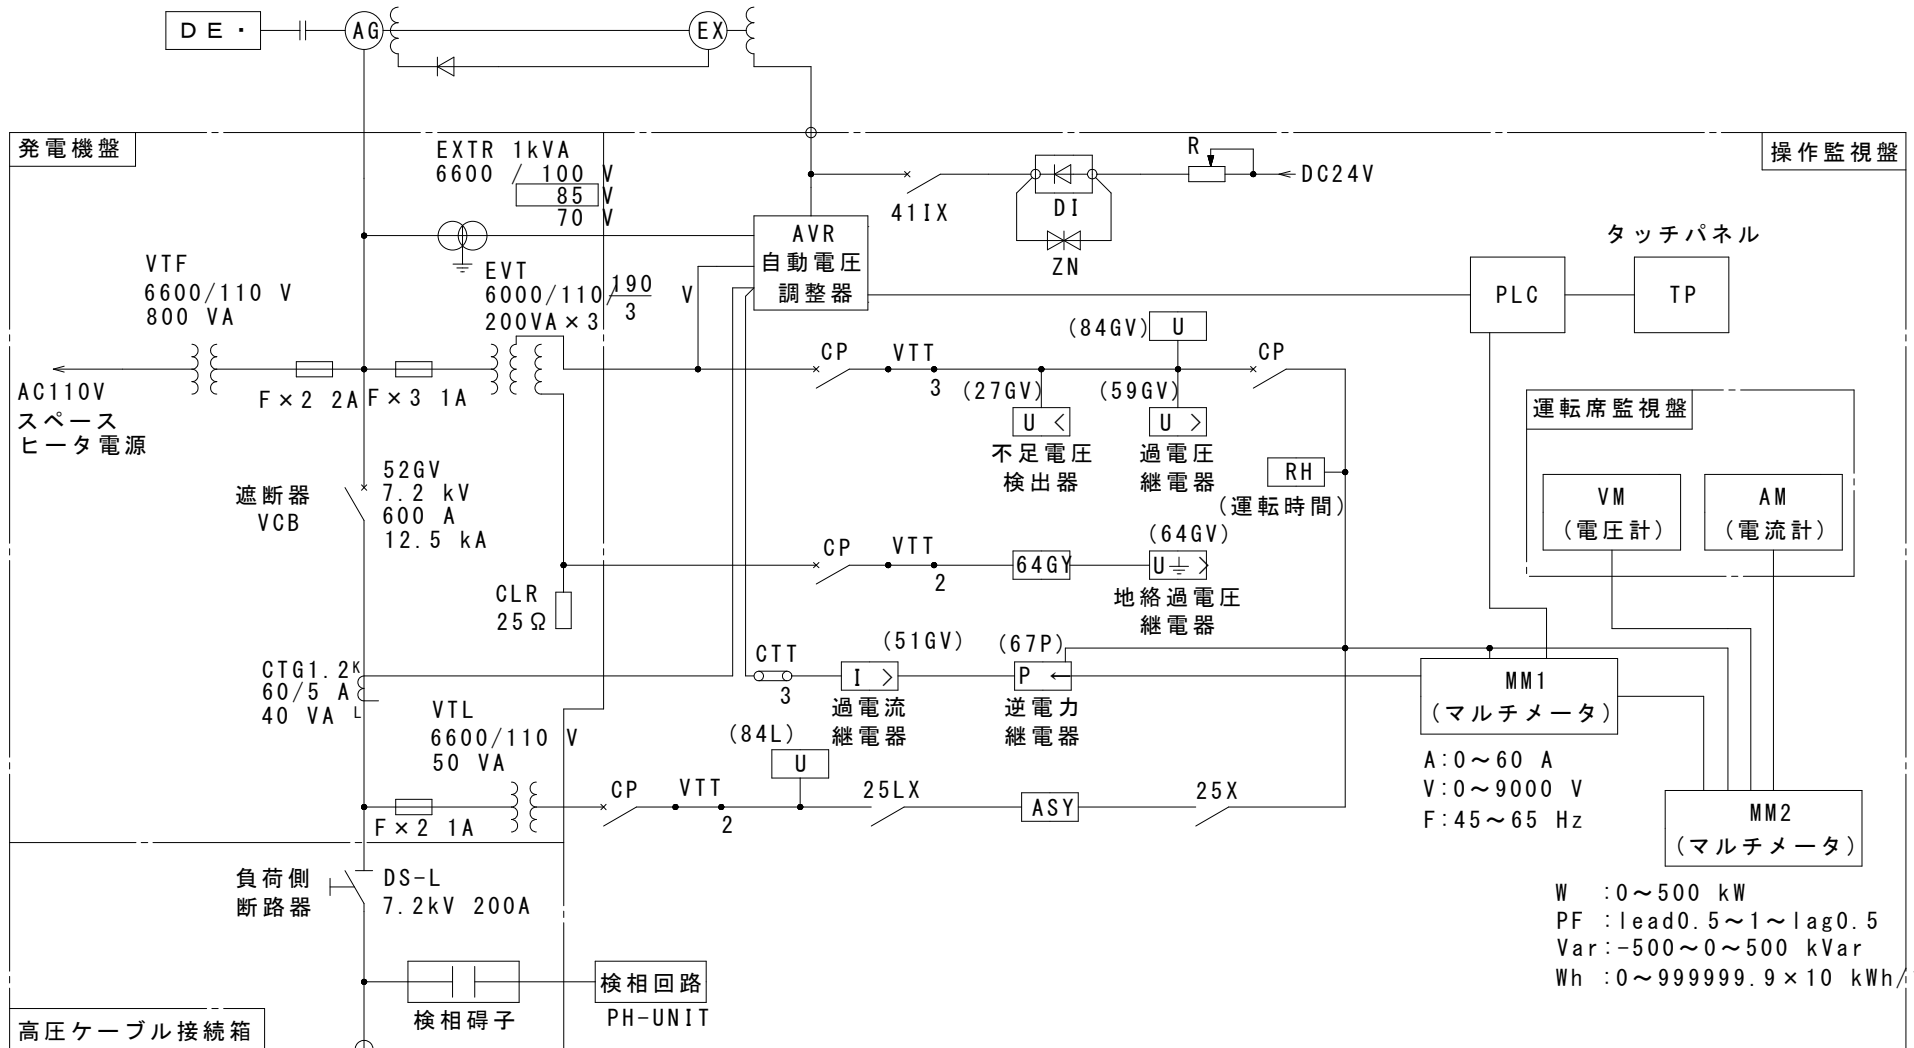 DE・
AG
EX
発電機盤
操作監視盤
EXTR 1kVA
6600 / 100 V
85 V
70 V
R
DC24V
41IX
DI
ZN
AVR
自動電圧
調整器
タッチパネル
PLC
TP
VTF
6600/110 V
800 VA
EVT
6000/110/190/3 V
200VA×3
(84GV)
U
CP
VTT
3
CP
(27GV)
(59GV)
U <
U >
不足電圧
検出器
過電圧
継電器
AC110V
スペース
ヒータ電源
F×2 2A
F×3 1A
運転席監視盤
VM
(電圧計)
AM
(電流計)
RH
(運転時間)
遮断器
VCB
52GV
7.2 kV
600 A
12.5 kA
CP
VTT
2
64GY
(64GV)
U >
地絡過電圧
継電器
CLR
25Ω
CTG1.2
60/5 A
40 VA
K
L
CTT
3
(51GV)
I >
過電流
継電器
(67P)
P ←
逆電力
継電器
MM1
(マルチメータ)
VTL
6600/110 V
50 VA
(84L)
U
F×2 1A
CP
VTT
2
25LX
ASY
25X
A:0~60 A
V:0~9000 V
F:45~65 Hz
MM2
(マルチメータ)
負荷側
断路器
DS-L
7.2kV 200A
W :0~500 kW
PF :lead0.5~1~lag0.5
Var:-500~0~500 kVar
Wh :0~999999.9×10 kWh/
検相碍子
検相回路
PH-UNIT
高圧ケーブル接続箱